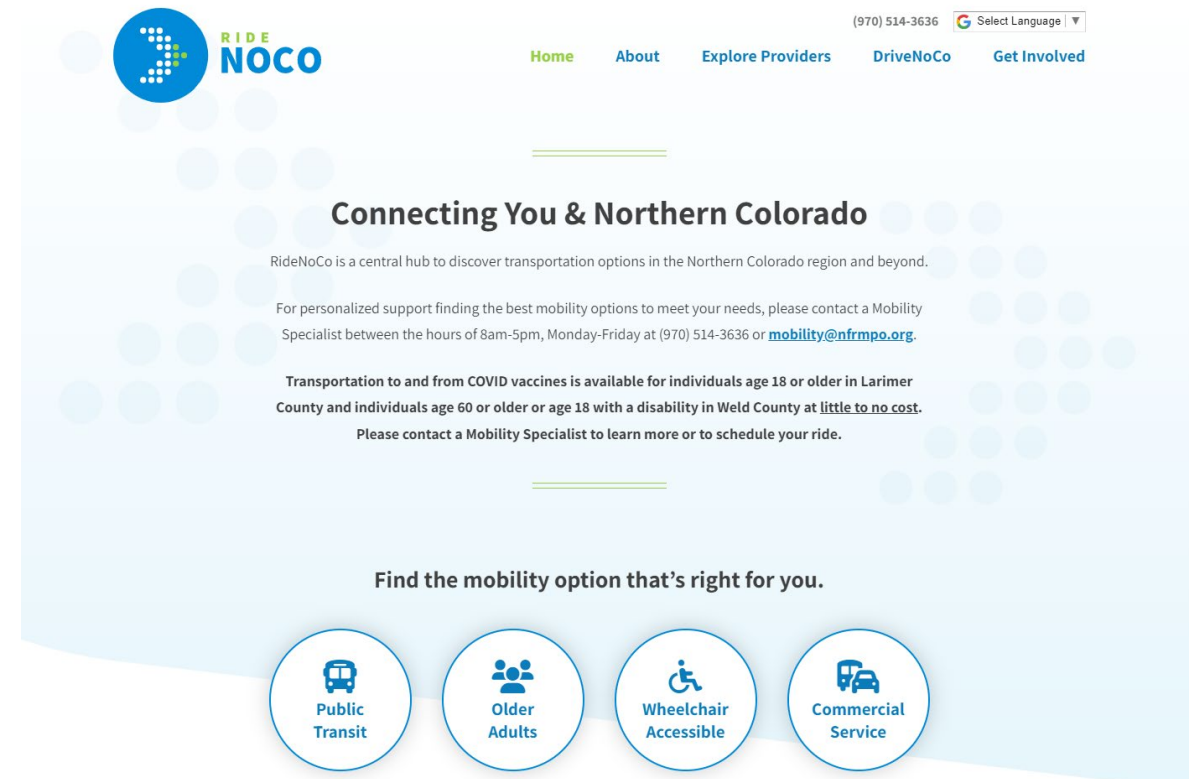 RIDE
NOCO
(970) 514-3636
Select Language ▼
Home
About
Explore Providers
DriveNoCo
Get Involved
Connecting You & Northern Colorado
RideNoCo is a central hub to discover transportation options in the Northern Colorado region and beyond.
For personalized support finding the best mobility options to meet your needs, please contact a Mobility
Specialist between the hours of 8am-5pm, Monday-Friday at (970) 514-3636 or mobility@nfrmpo.org.
Transportation to and from COVID vaccines is available for individuals age 18 or older in Larimer
County and individuals age 60 or older or age 18 with a disability in Weld County at little to no cost.
Please contact a Mobility Specialist to learn more or to schedule your ride.
Find the mobility option that’s right for you.
Public
Transit
Older
Adults
Wheelchair
Accessible
Commercial
Service